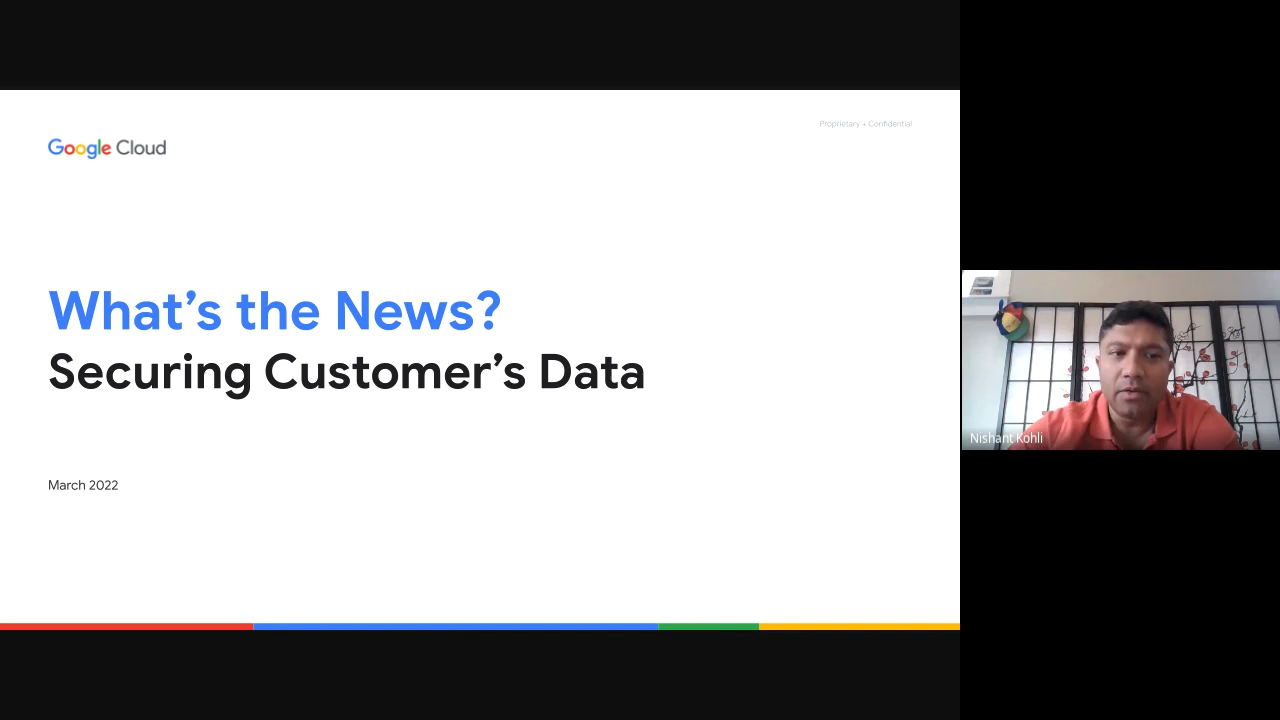 Google Cloud
Proprietary + Confidential
What's the News?
Securing Customer's Data
March 2022
Nishant Kohli